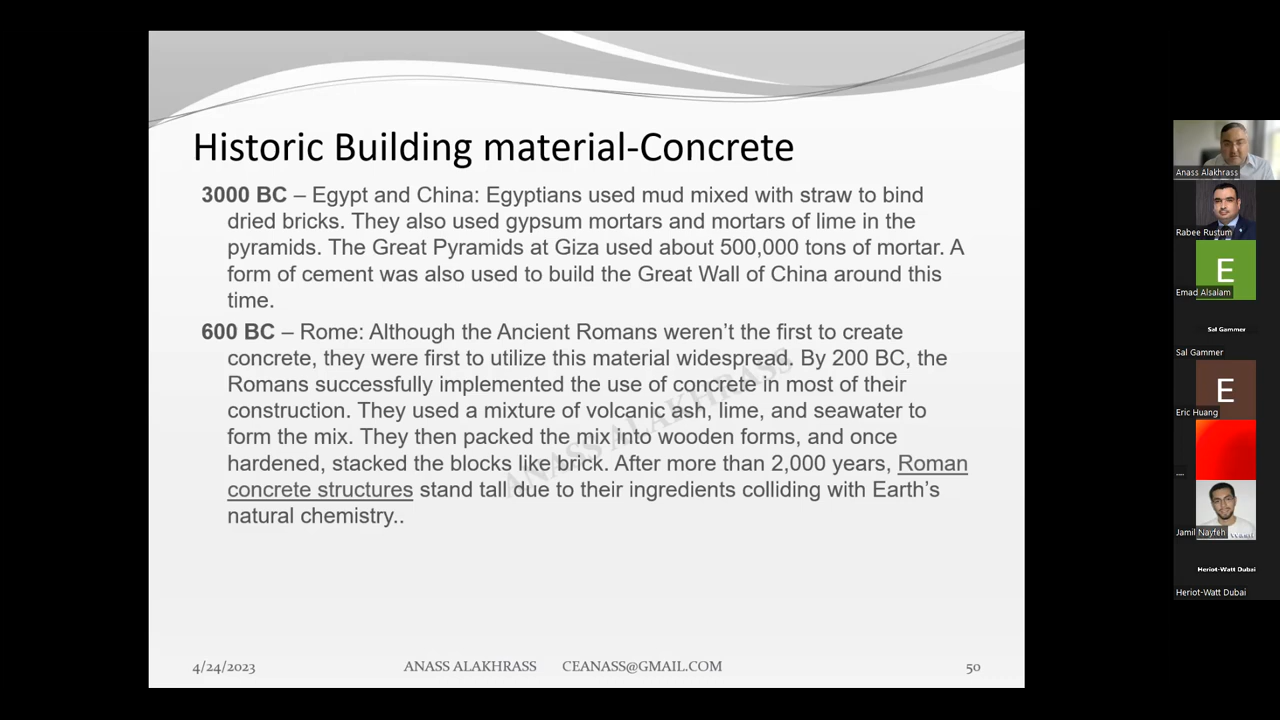 Historic Building material-Concrete
3000 BC – Egypt and China: Egyptians used mud mixed with straw to bind
dried bricks. They also used gypsum mortars and mortars of lime in the
pyramids. The Great Pyramids at Giza used about 500,000 tons of mortar. A
form of cement was also used to build the Great Wall of China around this
time.
600 BC – Rome: Although the Ancient Romans weren’t the first to create
concrete, they were first to utilize this material widespread. By 200 BC, the
Romans successfully implemented the use of concrete in most of their
construction. They used a mixture of volcanic ash, lime, and seawater to
form the mix. They then packed the mix into wooden forms, and once
hardened, stacked the blocks like brick. After more than 2,000 years, Roman
concrete structures stand tall due to their ingredients colliding with Earth’s
natural chemistry..
ANASS ALAKHRASS
4/24/2023 ANASS ALAKHRASS CEANASS@GMAIL.COM 50
Anass Alakhrass
Rabee Rustum
E
Emad Alsalam
Sal Gammer
Sal Gammer
E
Eric Huang
...
Jamil Nayfeh
Heriot-Watt Dubai
Heriot-Watt Dubai